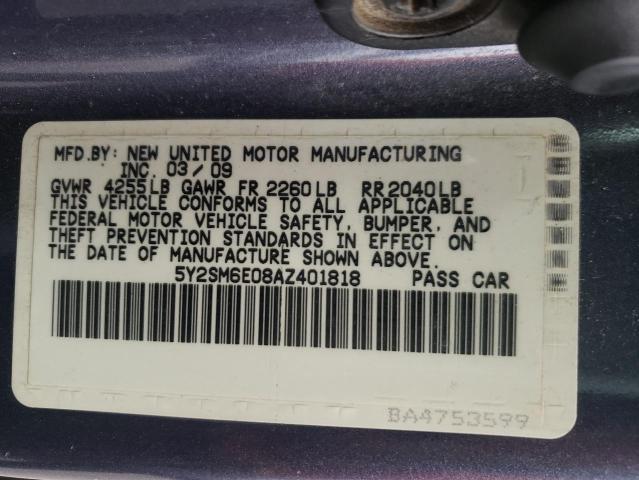 MFD.BY: NEW UNITED MOTOR MANUFACTURING
INC. 03/09
GVWR 4255LB GAWR FR 2260LB RR2040LB
THIS VEHICLE CONFORMS TO ALL APPLICABLE
FEDERAL MOTOR VEHICLE SAFETY, BUMPER, AND
THEFT PREVENTION STANDARDS IN EFFECT ON
THE DATE OF MANUFACTURE SHOWN ABOVE.
5Y2SM6E08AZ401818 PASS CAR
BA4753599